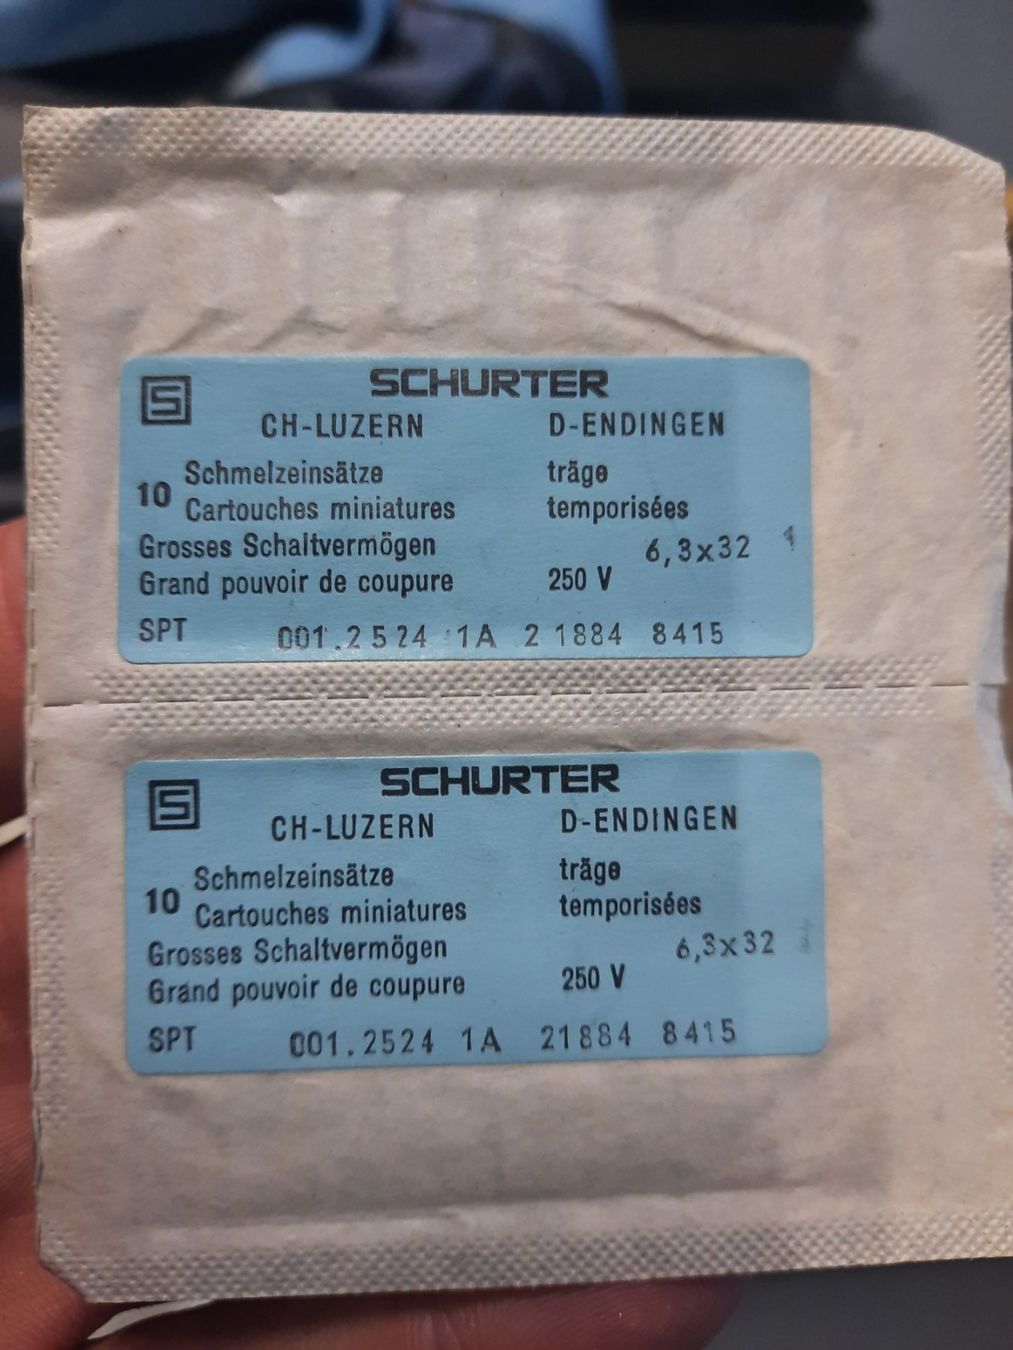 S SCHURTER
CH-LUZERN D-ENDINGEN
10 Schmelzeinsätze träge
Cartouches miniatures temporisées
Grosses Schaltvermögen 6,3x32
Grand pouvoir de coupure 250 V
SPT 001.2524 1A 21884 8415
S SCHURTER
CH-LUZERN D-ENDINGEN
10 Schmelzeinsätze träge
Cartouches miniatures temporisées
Grosses Schaltvermögen 6,3x32
Grand pouvoir de coupure 250 V
SPT 001.2524 1A 21884 8415